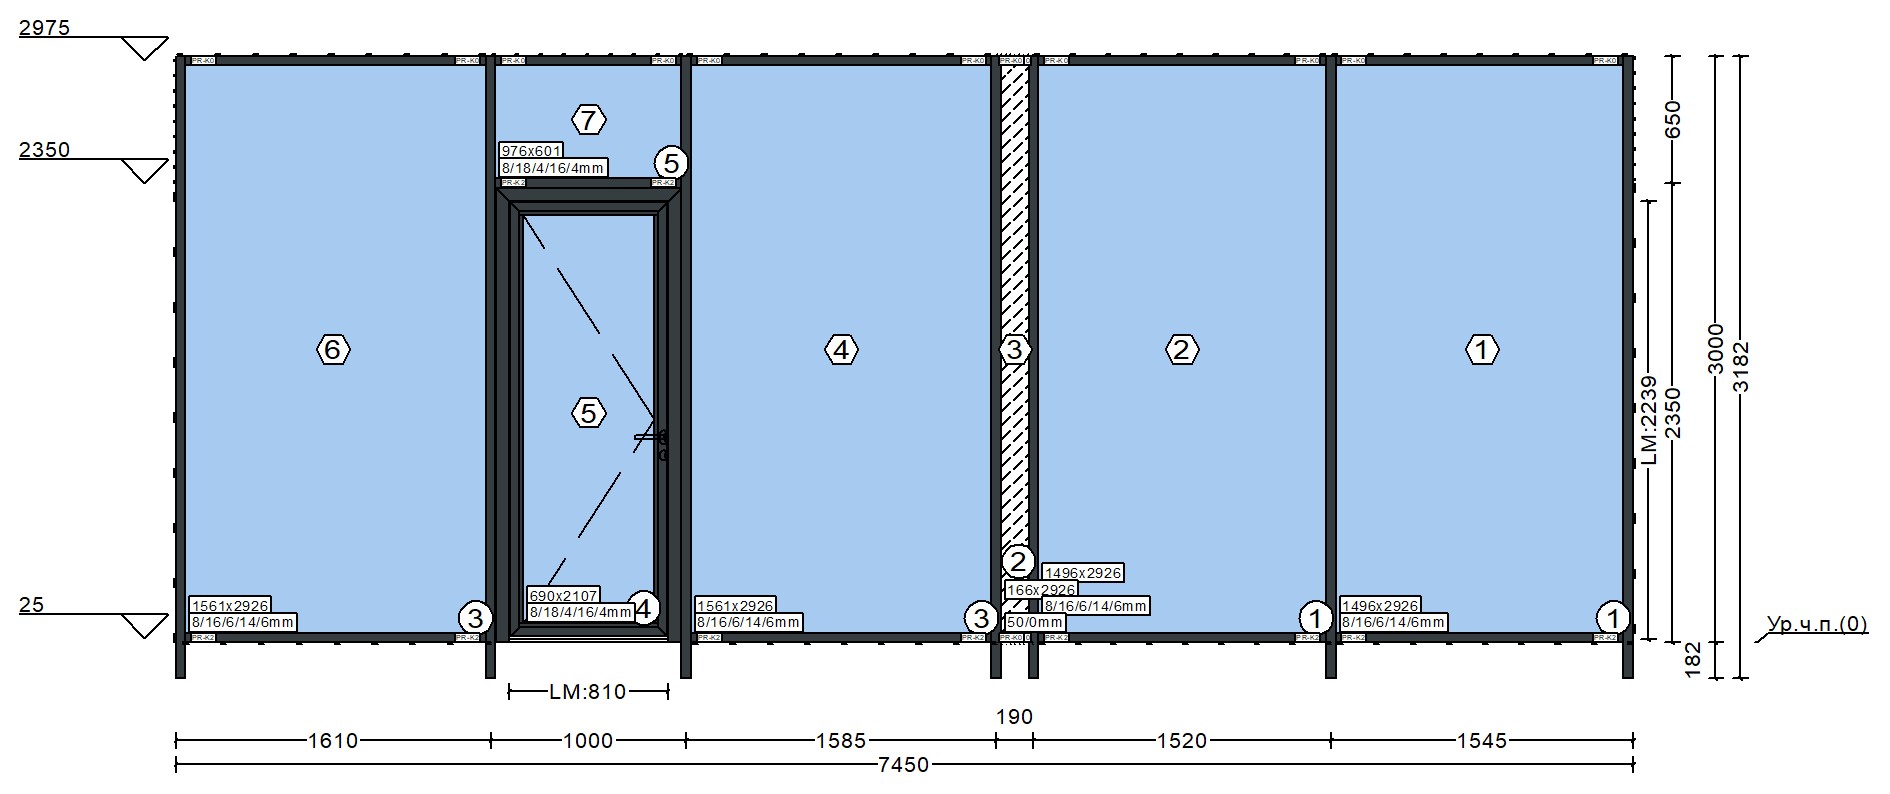 2975
PR-K0 PR-K0 PR-K0 PR-K0 PR-K0 PR-K0 PR-K0 PR-K0 PR-K0 PR-K0 PR-K0
7
650
2350
976x601
8/18/4/16/4mm
5
PR-K2 PR-K2
6
4
3
2
1
3000
3182
LM:2239
2350
5
25
1561x2926
8/16/6/14/6mm
3
690x2107
8/18/4/16/4mm
4
1561x2926
8/16/6/14/6mm
3
2
1496x2926
166x2926
8/16/6/14/6mm
50/0mm
1
1496x2926
8/16/6/14/6mm
1
Ур.ч.п.(0)
PR-K2 PR-K2 PR-K2 PR-K2 PR-K0 PR-K2 PR-K2 PR-K2 PR-K2
182
LM:810
190
1610 1000 1585 1520 1545
7450